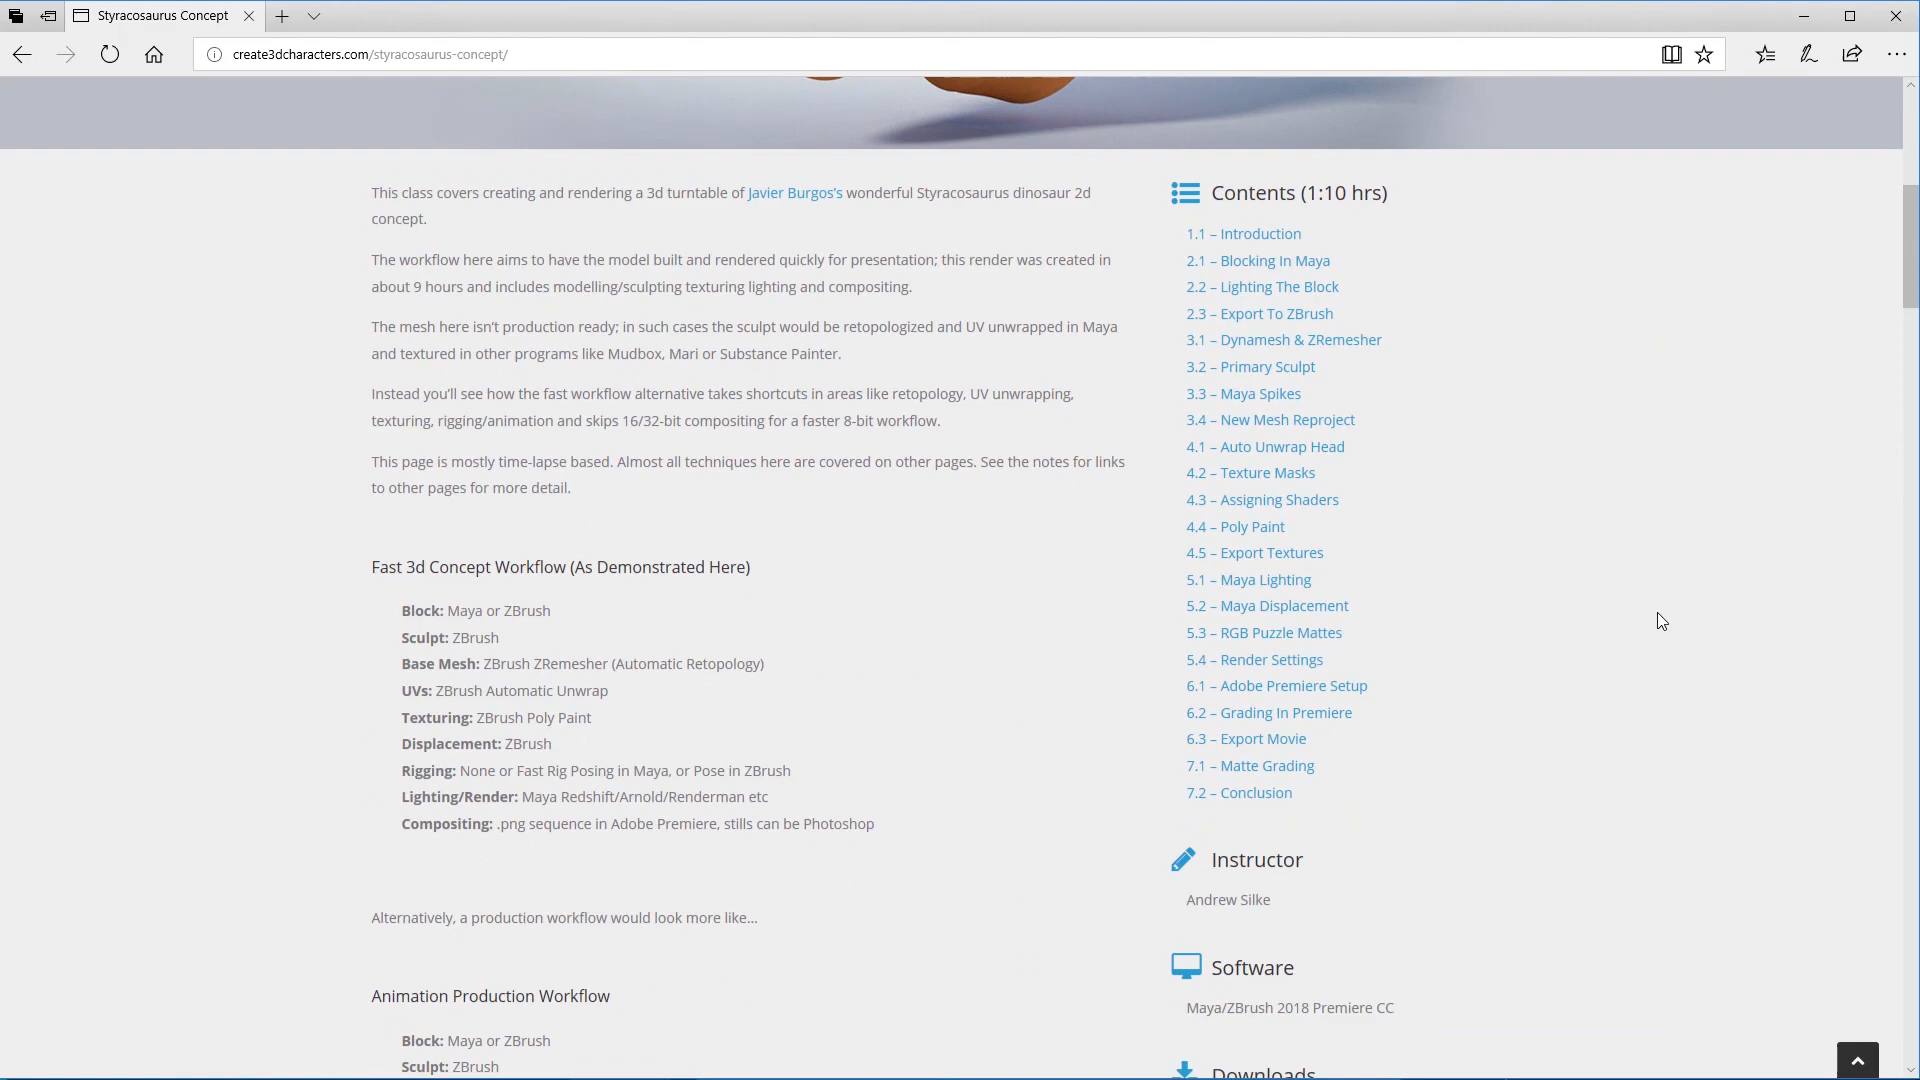 Styracosaurus Concept
create3dcharacters.com/styracosaurus-concept/
This class covers creating and rendering a 3d turntable of Javier Burgos's wonderful Styracosaurus dinosaur 2d
concept.
The workflow here aims to have the model built and rendered quickly for presentation; this render was created in
about 9 hours and includes modelling/sculpting texturing lighting and compositing.
The mesh here isn't production ready; in such cases the sculpt would be retopologized and UV unwrapped in Maya
and textured in other programs like Mudbox, Mari or Substance Painter.
Instead you'll see how the fast workflow alternative takes shortcuts in areas like retopology, UV unwrapping,
texturing, rigging/animation and skips 16/32-bit compositing for a faster 8-bit workflow.
This page is mostly time-lapse based. Almost all techniques here are covered on other pages. See the notes for links
to other pages for more detail.
Fast 3d Concept Workflow (As Demonstrated Here)
Block: Maya or ZBrush
Sculpt: ZBrush
Base Mesh: ZBrush ZRemesher (Automatic Retopology)
UVs: ZBrush Automatic Unwrap
Texturing: ZBrush Poly Paint
Displacement: ZBrush
Rigging: None or Fast Rig Posing in Maya, or Pose in ZBrush
Lighting/Render: Maya Redshift/Arnold/Renderman etc
Compositing: .png sequence in Adobe Premiere, stills can be Photoshop
Alternatively, a production workflow would look more like...
Animation Production Workflow
Block: Maya or ZBrush
Sculpt: ZBrush
Contents (1:10 hrs)
1.1 – Introduction
2.1 – Blocking In Maya
2.2 – Lighting The Block
2.3 – Export To ZBrush
3.1 – Dynamesh & ZRemesher
3.2 – Primary Sculpt
3.3 – Maya Spikes
3.4 – New Mesh Reproject
4.1 – Auto Unwrap Head
4.2 – Texture Masks
4.3 – Assigning Shaders
4.4 – Poly Paint
4.5 – Export Textures
5.1 – Maya Lighting
5.2 – Maya Displacement
5.3 – RGB Puzzle Mattes
5.4 – Render Settings
6.1 – Adobe Premiere Setup
6.2 – Grading In Premiere
6.3 – Export Movie
7.1 – Matte Grading
7.2 – Conclusion
Instructor
Andrew Silke
Software
Maya/ZBrush 2018 Premiere CC
Downloads